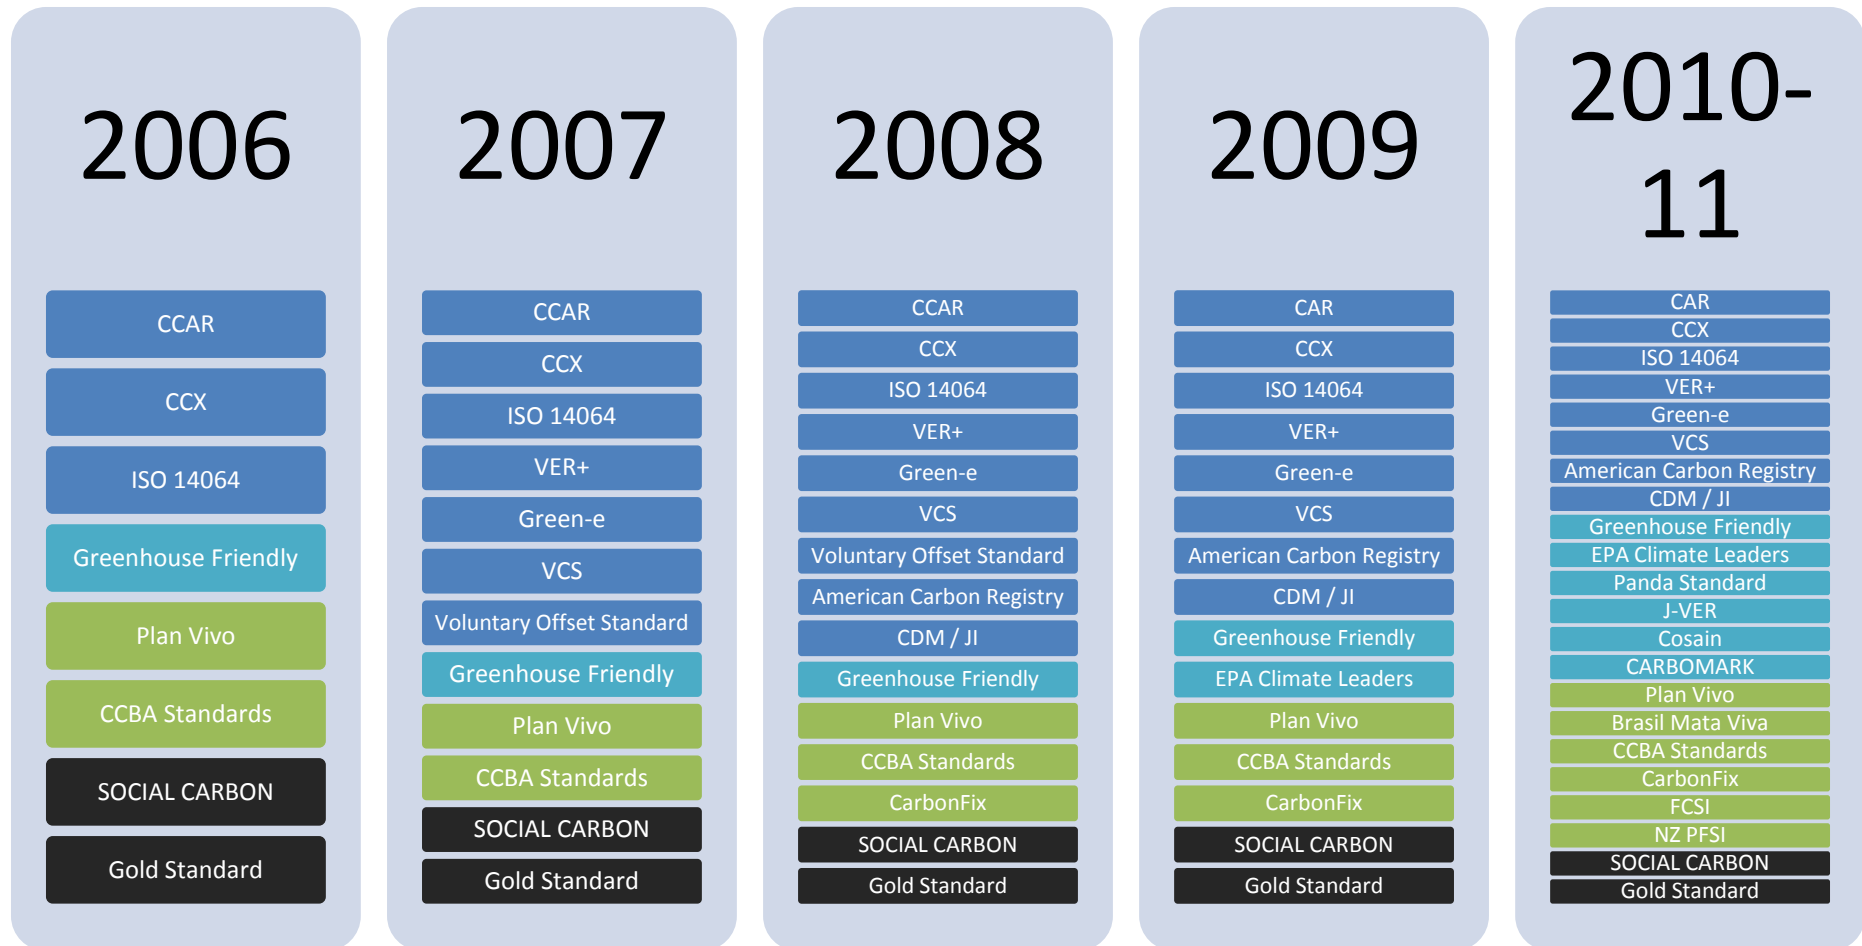 2006
CCAR
CCX
ISO 14064
Greenhouse Friendly
Plan Vivo
CCBA Standards
SOCIAL CARBON
Gold Standard
2007
CCAR
CCX
ISO 14064
VER+
Green-e
VCS
Voluntary Offset Standard
Greenhouse Friendly
Plan Vivo
CCBA Standards
SOCIAL CARBON
Gold Standard
2008
CCAR
CCX
ISO 14064
VER+
Green-e
VCS
Voluntary Offset Standard
American Carbon Registry
CDM / JI
Greenhouse Friendly
Plan Vivo
CCBA Standards
CarbonFix
SOCIAL CARBON
Gold Standard
2009
CAR
CCX
ISO 14064
VER+
Green-e
VCS
American Carbon Registry
CDM / JI
Greenhouse Friendly
EPA Climate Leaders
Plan Vivo
CCBA Standards
CarbonFix
SOCIAL CARBON
Gold Standard
2010-
11
CAR
CCX
ISO 14064
VER+
Green-e
VCS
American Carbon Registry
CDM / JI
Greenhouse Friendly
EPA Climate Leaders
Panda Standard
J-VER
Cosain
CARBOMARK
Plan Vivo
Brasil Mata Viva
CCBA Standards
CarbonFix
FCSI
NZ PFSI
SOCIAL CARBON
Gold Standard